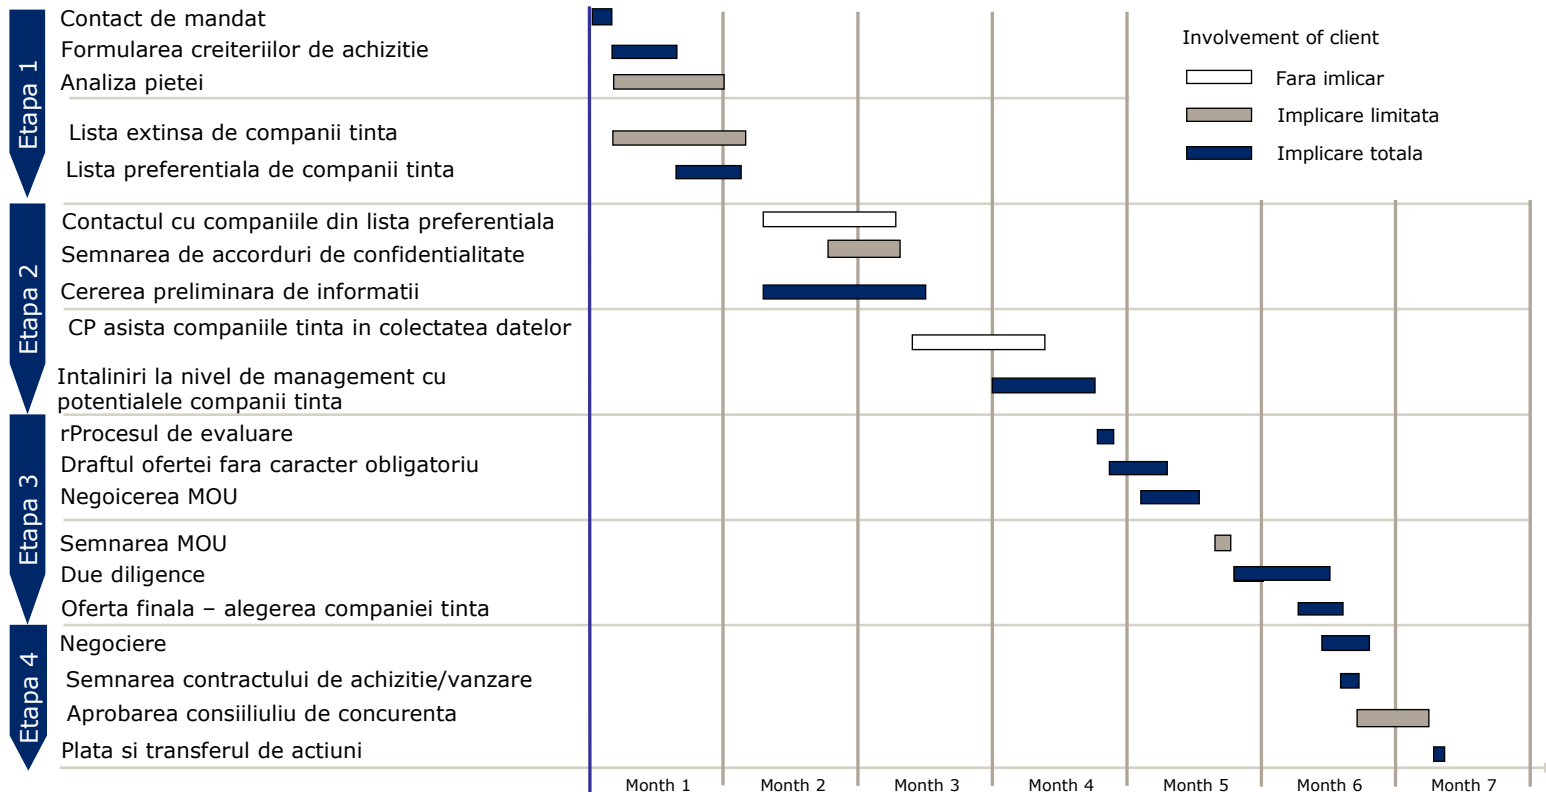 Contact de mandat
Formularea creiteriilor de achizitie
Analiza pietei
Lista extinsa de companii tinta
Lista preferentiala de companii tinta
Etapa 1
Involvement of client
Fara imlicar
Implicare limitata
Implicare totala
Contactul cu companiile din lista preferentiala
Semnarea de accorduri de confidentialitate
Cererea preliminara de informatii
CP asista companiile tinta in colectatea datelor
Intaliniri la nivel de management cu
potentialele companii tinta
Etapa 2
rProcesul de evaluare
Draftul ofertei fara caracter obligatoriu
Negoicerea MOU
Semnarea MOU
Due diligence
Oferta finala – alegerea companiei tinta
Etapa 3
Negociere
Semnarea contractului de achizitie/vanzare
Aprobarea consiiliuliu de concurenta
Plata si transferul de actiuni
Etapa 4
Month 1
Month 2
Month 3
Month 4
Month 5
Month 6
Month 7